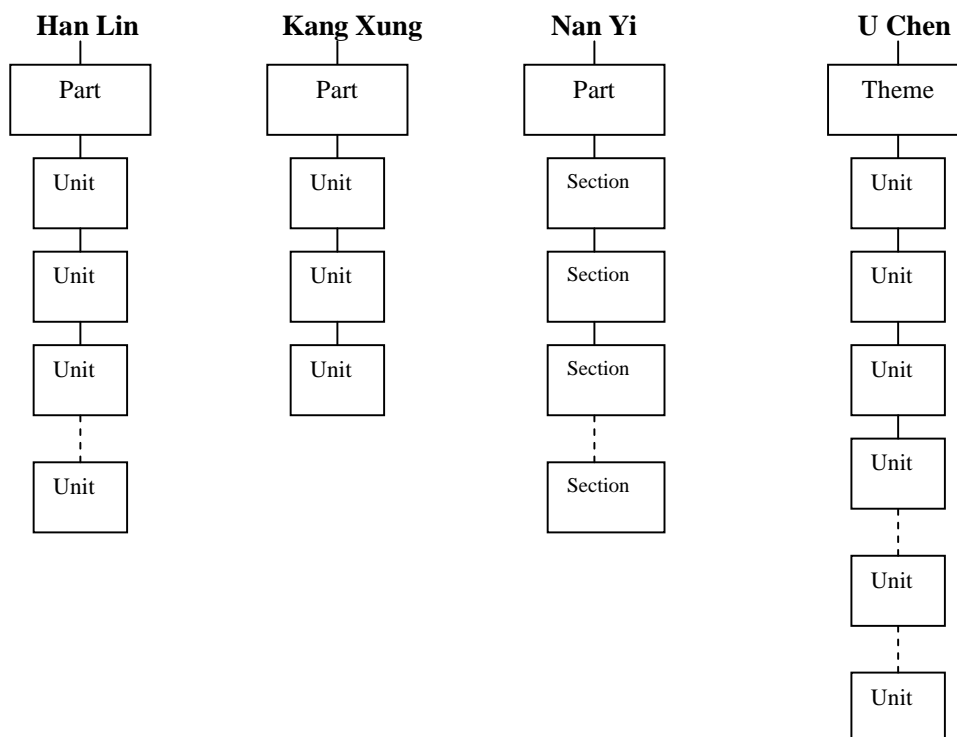 Han Lin Kang Xung Nan Yi U Chen
Part Part Part Theme
Unit Unit Section Unit
Unit Unit Section Unit
Unit Unit Section Unit
Unit
Unit Section
Unit
Unit